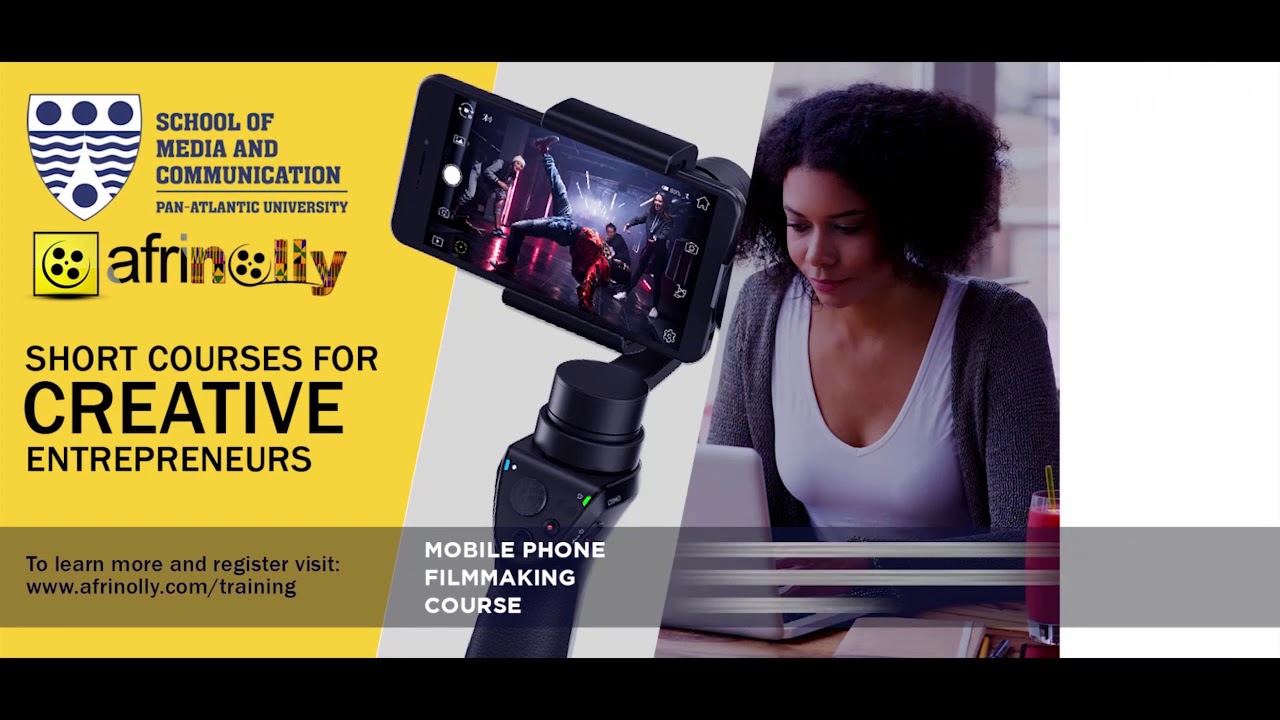 SCHOOL OF
MEDIA AND
COMMUNICATION
PAN-ATLANTIC UNIVERSITY
afrinolly
SHORT COURSES FOR
CREATIVE
ENTREPRENEURS
To learn more and register visit:
www.afrinolly.com/training
MOBILE PHONE
FILMMAKING
COURSE